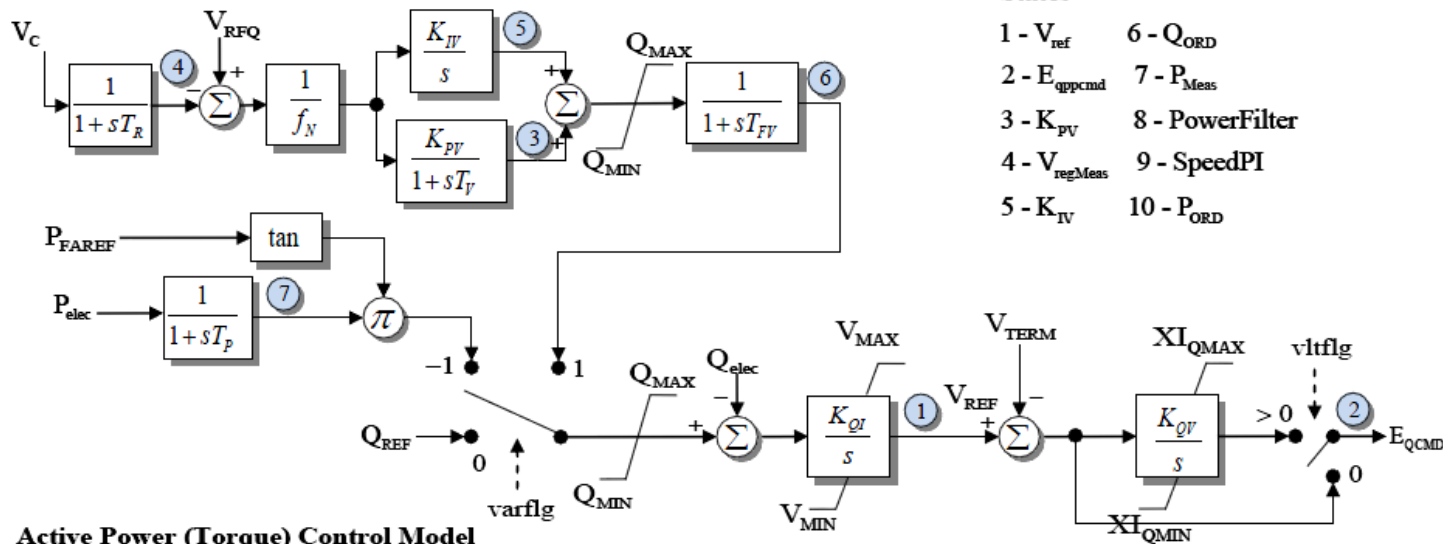 V_C
V_RFQ
4
1
1 + sT_R
−
+
Σ
1
f_N
K_IV
s
5
+
Σ
+
K_PV
1 + sT_V
3
Q_MAX
Q_MIN
1
1 + sT_FV
6
1 - V_ref 6 - Q_ORD
2 - E_qppcmd 7 - P_Meas
3 - K_PV 8 - PowerFilter
4 - V_regMeas 9 - SpeedPI
5 - K_IV 10 - P_ORD
P_FAREF
tan
P_elec
1
1 + sT_P
7
π
−1
1
Q_REF
0
varflg
Q_MAX
Q_MIN
Q_elec
−
+
Σ
V_MAX
K_QI
s
V_MIN
1
V_REF
V_TERM
−
+
Σ
XI_QMAX
K_QV
s
XI_QMIN
vltflg
> 0
2
0
E_QCMD
Active Power (Torque) Control Model